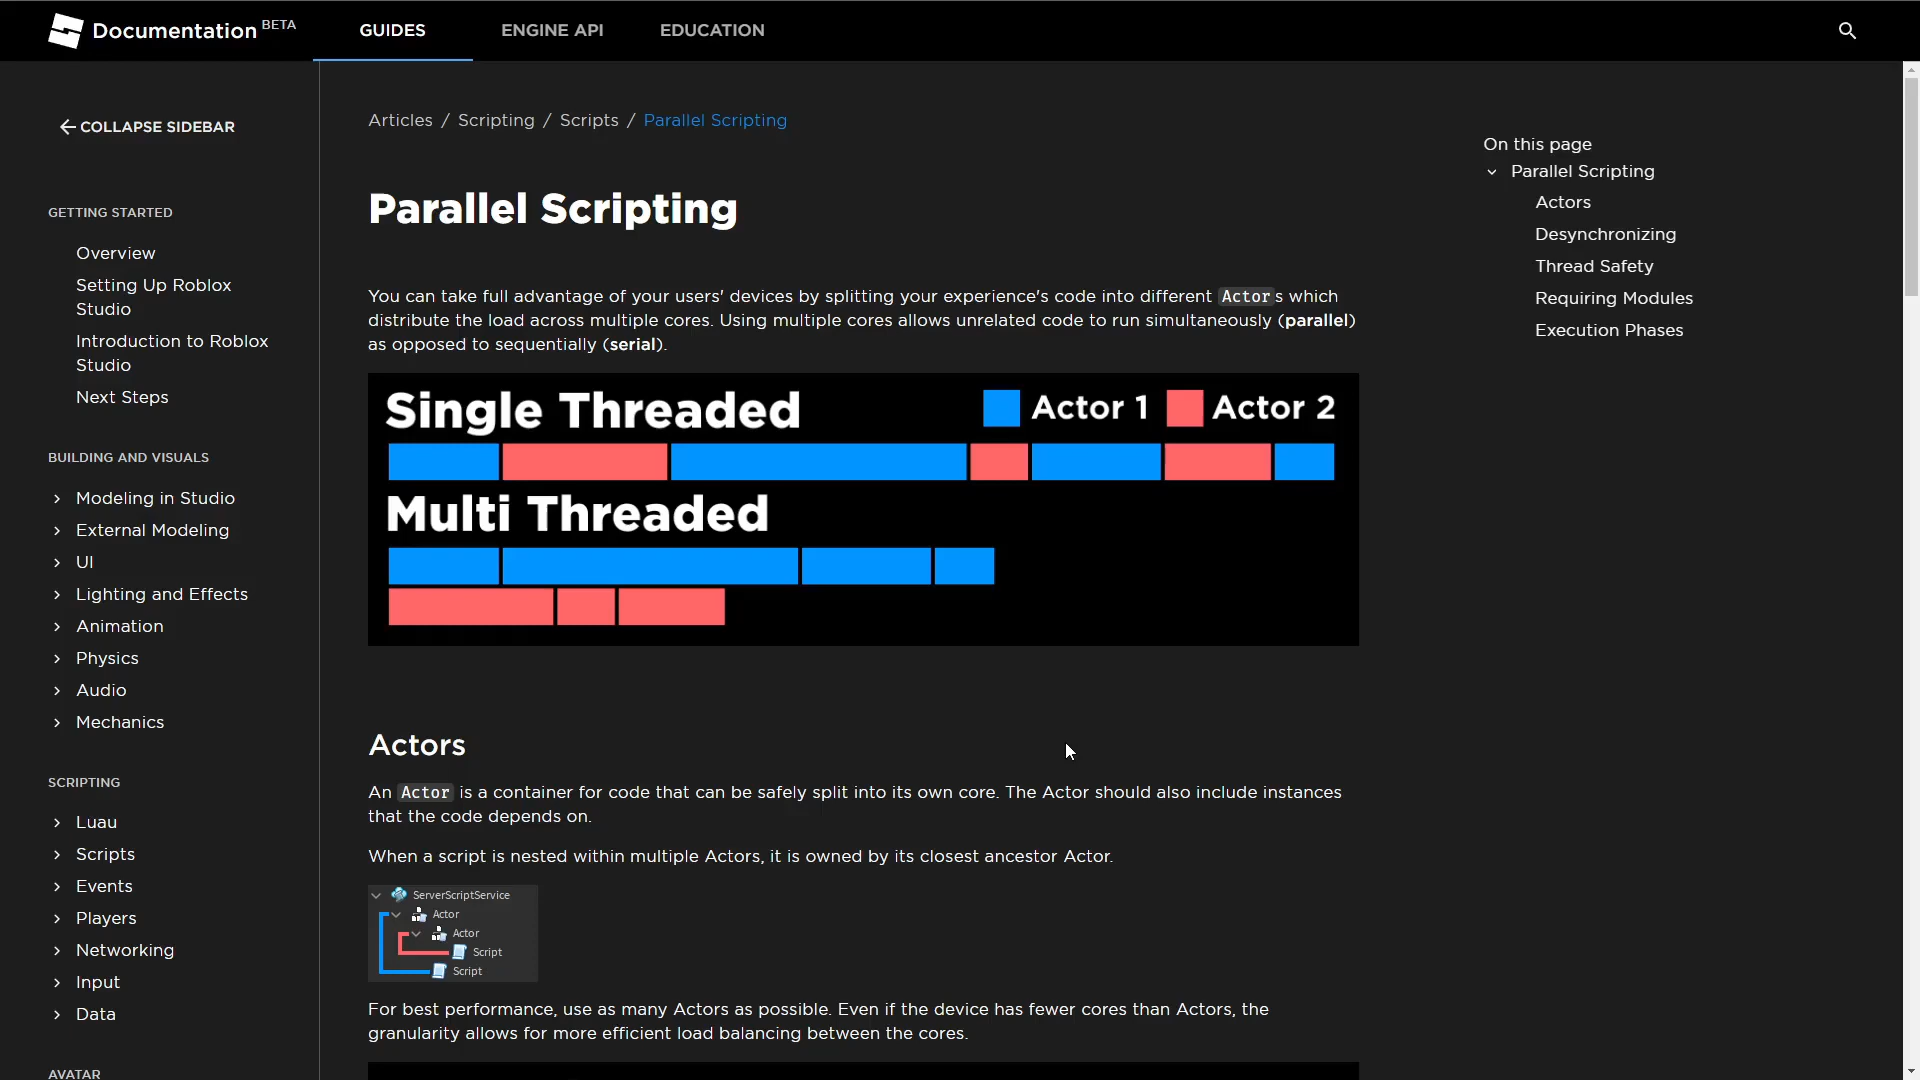 Documentation BETA
GUIDES
ENGINE API
EDUCATION
COLLAPSE SIDEBAR
GETTING STARTED
Overview
Setting Up Roblox
Studio
Introduction to Roblox
Studio
Next Steps
BUILDING AND VISUALS
Modeling in Studio
External Modeling
UI
Lighting and Effects
Animation
Physics
Audio
Mechanics
SCRIPTING
Luau
Scripts
Events
Players
Networking
Input
Data
AVATAR
Articles / Scripting / Scripts / Parallel Scripting
Parallel Scripting
You can take full advantage of your users' devices by splitting your experience's code into different Actors which
distribute the load across multiple cores. Using multiple cores allows unrelated code to run simultaneously (parallel)
as opposed to sequentially (serial).
Single Threaded
Actor 1
Actor 2
Multi Threaded
Actors
An Actor is a container for code that can be safely split into its own core. The Actor should also include instances
that the code depends on.
When a script is nested within multiple Actors, it is owned by its closest ancestor Actor.
ServerScriptService
Actor
Actor
Script
Script
For best performance, use as many Actors as possible. Even if the device has fewer cores than Actors, the
granularity allows for more efficient load balancing between the cores.
On this page
Parallel Scripting
Actors
Desynchronizing
Thread Safety
Requiring Modules
Execution Phases